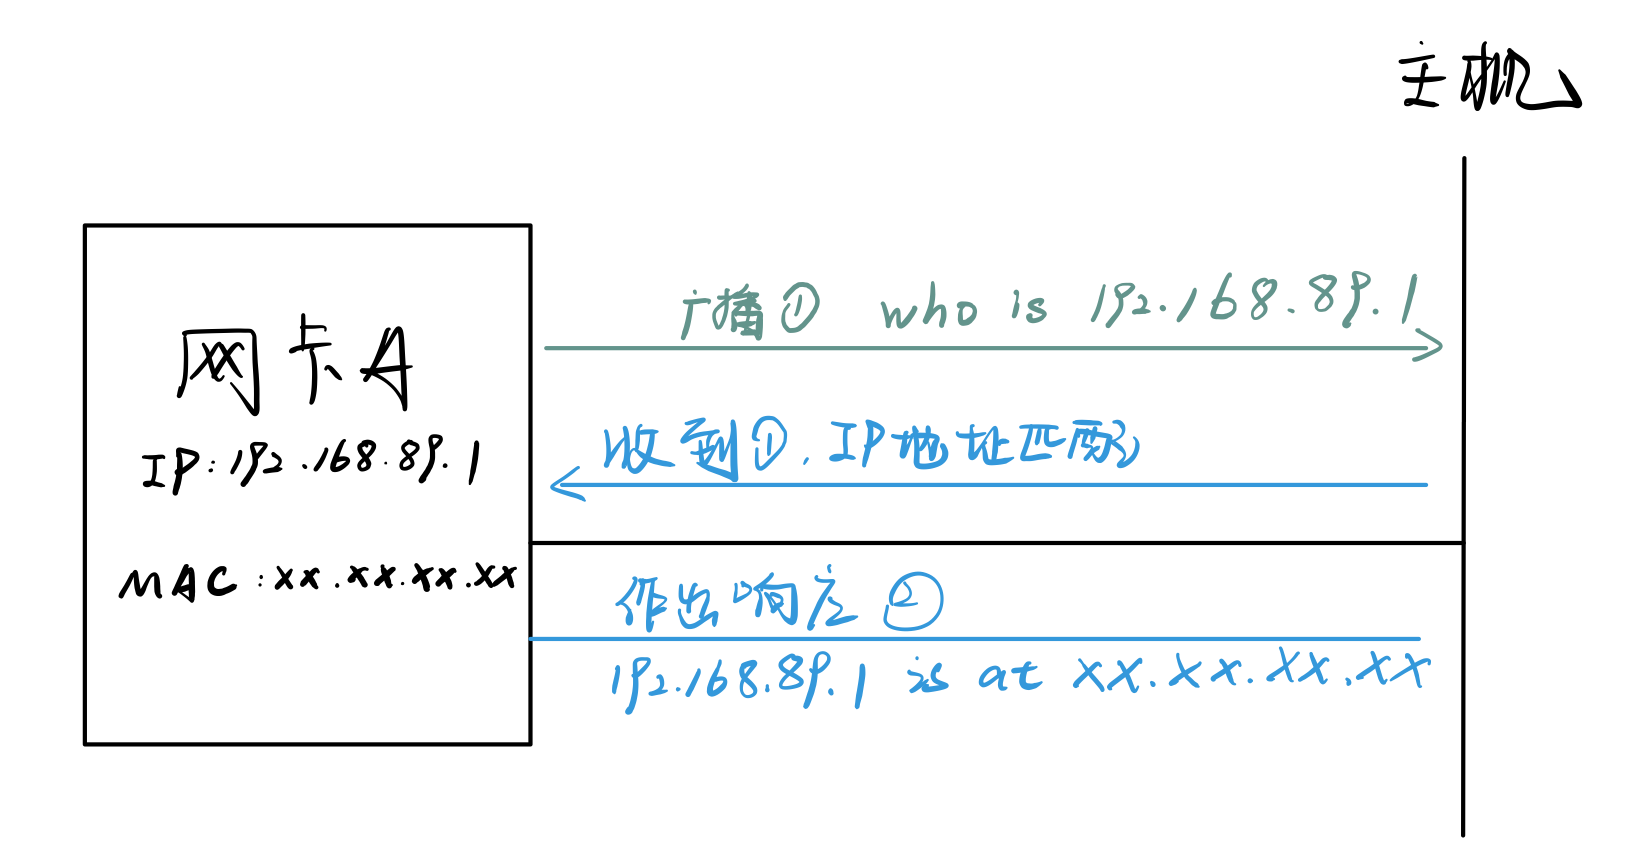 主机
广播① who is 192.168.89.1
网卡A
收到①, IP地址匹配
IP:192.168.89.1
MAC:xx.xx.xx.xx
作出响应②
192.168.89.1 is at xx.xx.xx.xx